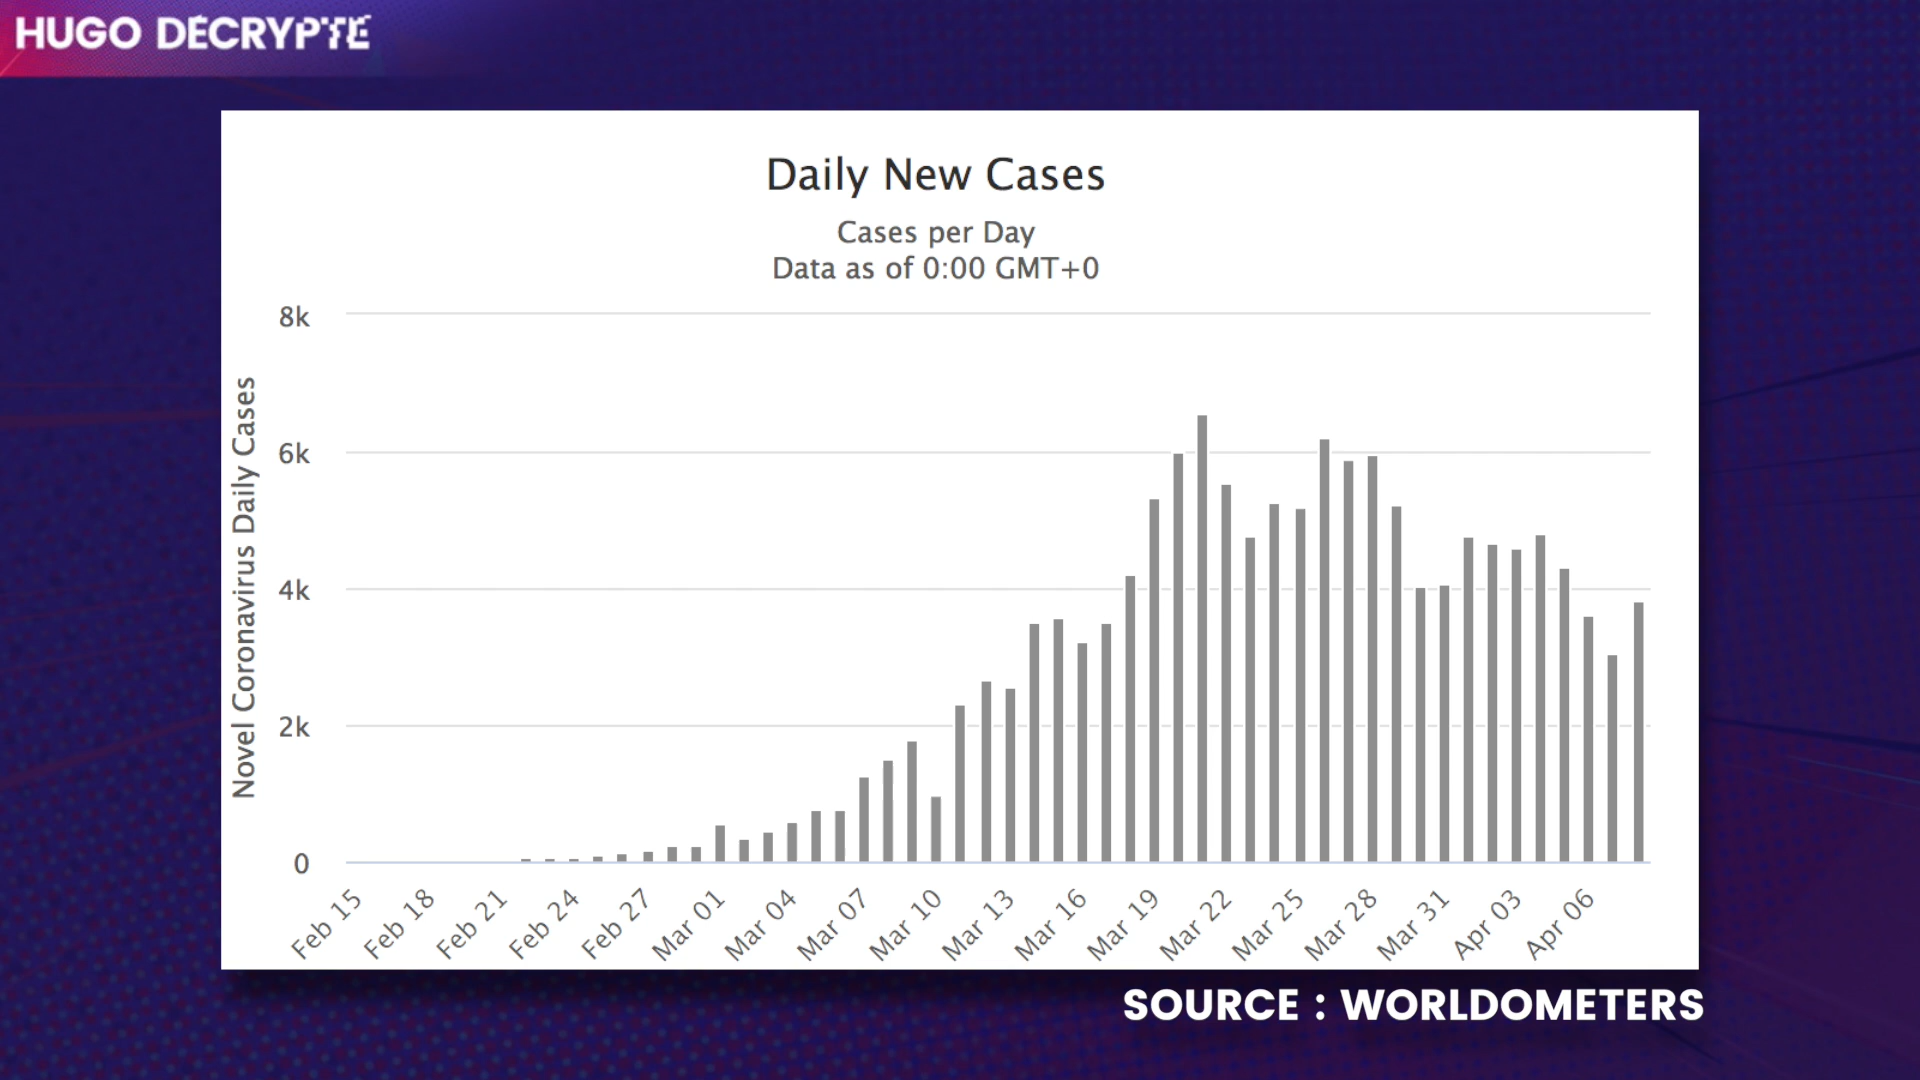 HUGO DÉCRYPTE
Daily New Cases
Cases per Day
Data as of 0:00 GMT+0
Novel Coronavirus Daily Cases
8k
6k
4k
2k
0
Feb 15
Feb 18
Feb 21
Feb 24
Feb 27
Mar 01
Mar 04
Mar 07
Mar 10
Mar 13
Mar 16
Mar 19
Mar 22
Mar 25
Mar 28
Mar 31
Apr 03
Apr 06
SOURCE : WORLDOMETERS